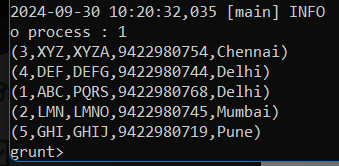 2024-09-30 10:20:32,035 [main] INFO
o process : 1
(3,XYZ,XYZA,9422980754,Chennai)
(4,DEF,DEFG,9422980744,Delhi)
(1,ABC,PQRS,9422980768,Delhi)
(2,LMN,LMNO,9422980745,Mumbai)
(5,GHI,GHIJ,9422980719,Pune)
grunt>